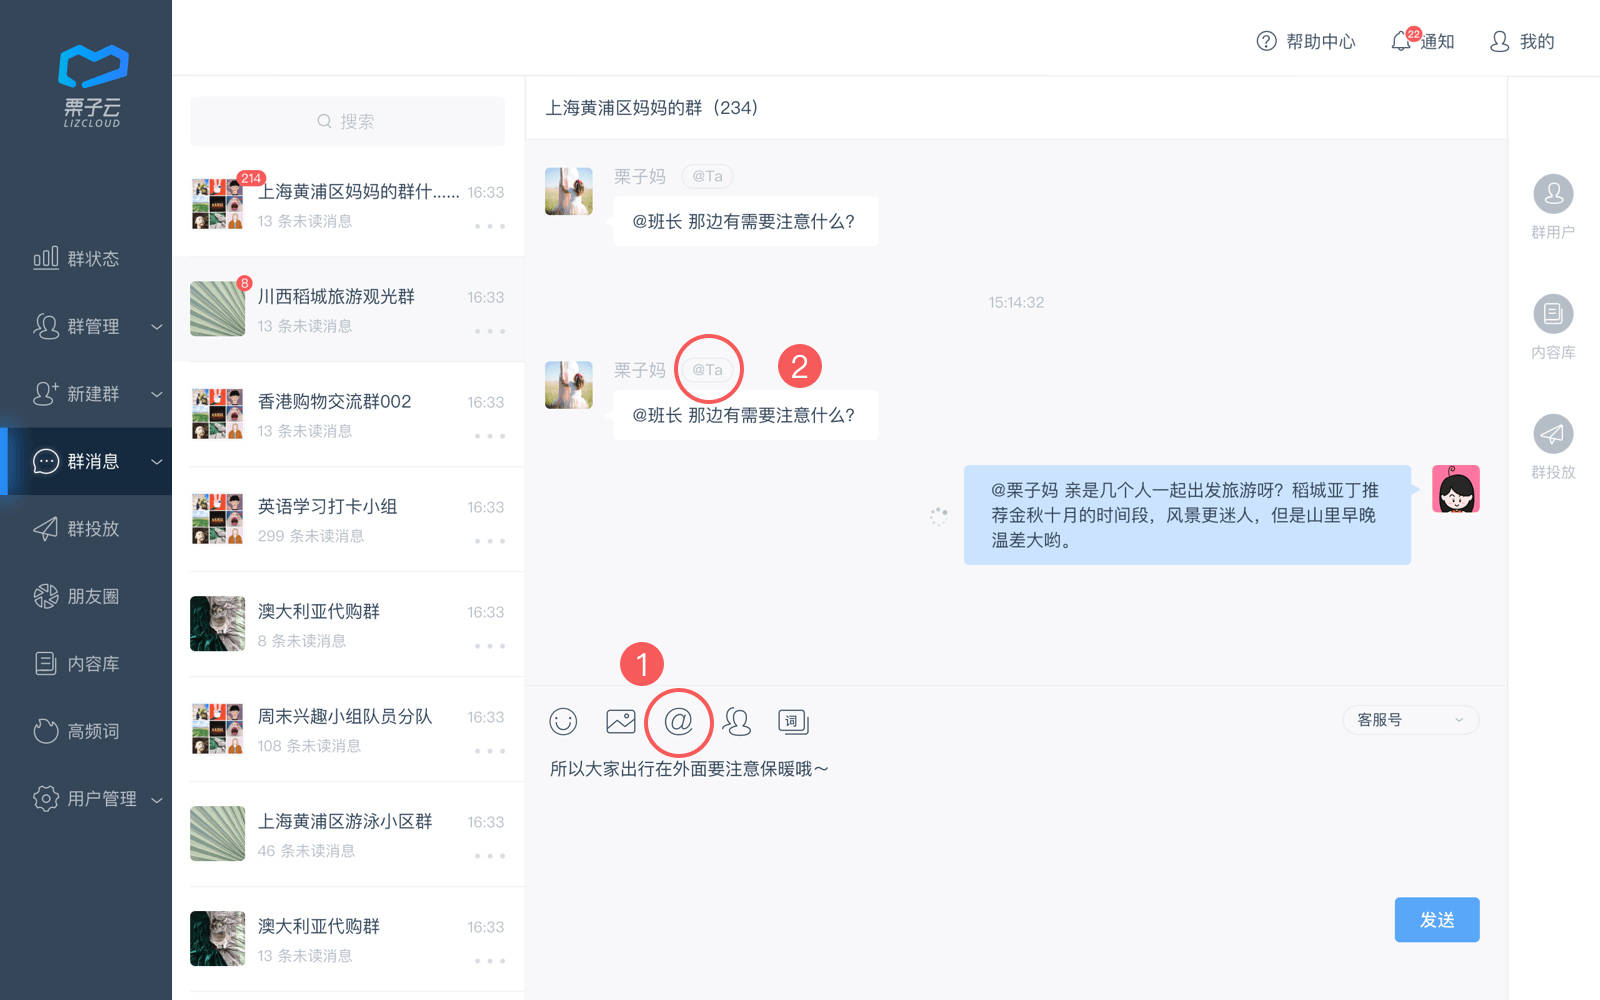 栗子云
LIZCLOUD
群状态
群管理
新建群
群消息
群投放
朋友圈
内容库
高频词
用户管理
帮助中心
22
通知
我的
搜索
214
上海黄浦区妈妈的群什......
16:33
13 条未读消息
8
川西稻城旅游观光群
16:33
13 条未读消息
香港购物交流群002
16:33
13 条未读消息
英语学习打卡小组
16:33
299 条未读消息
澳大利亚代购群
16:33
8 条未读消息
周末兴趣小组队员分队
16:33
108 条未读消息
上海黄浦区游泳小区群
16:33
46 条未读消息
澳大利亚代购群
16:33
13 条未读消息
上海黄浦区妈妈的群（234）
栗子妈
@Ta
@班长 那边有需要注意什么？
15:14:32
栗子妈
@Ta
2
@班长 那边有需要注意什么？
@栗子妈 亲是几个人一起出发旅游呀？稻城亚丁推
荐金秋十月的时间段，风景更迷人，但是山里早晚
温差大哟。
1
@
词
客服号
所以大家出行在外面要注意保暖哦～
发送
群用户
内容库
群投放